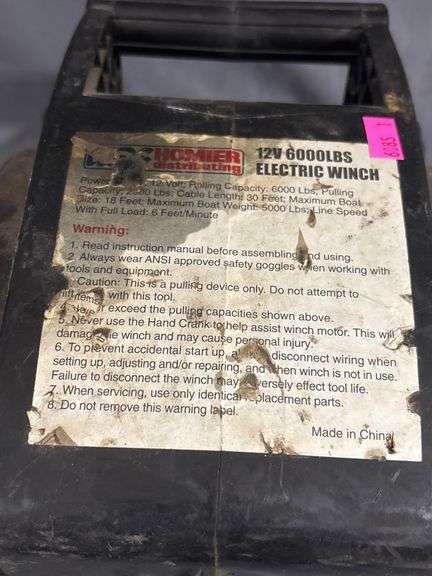 HOMIER
distributing
12V 6000LBS
ELECTRIC WINCH
6085 1
12 Volt; Pulling Capacity: 6000 Lbs; Pulling
Capacity: Lbs; Cable Length: 30 Feet; Maximum Boat
Size: 18 Feet; Maximum Boat Weight: 5000 Lbs; Line Speed
With Full Load: 6 Feet/Minute
Warning:
1. Read instruction manual before assembling and using.
2. Always wear ANSI approved safety goggles when working with
tools and equipment.
Caution: This is a pulling device only. Do not attempt to
with this tool.
exceed the pulling capacities shown above.
5. Never use the Hand Crank to help assist winch motor. This will
damage the winch and may cause personal injury.
6. To prevent accidental start up, disconnect wiring when
setting up, adjusting and/or repairing, and when winch is not in use.
Failure to disconnect the winch may effect tool life.
7. When servicing, use only identical replacement parts.
8. Do not remove this warning label.
Made in China